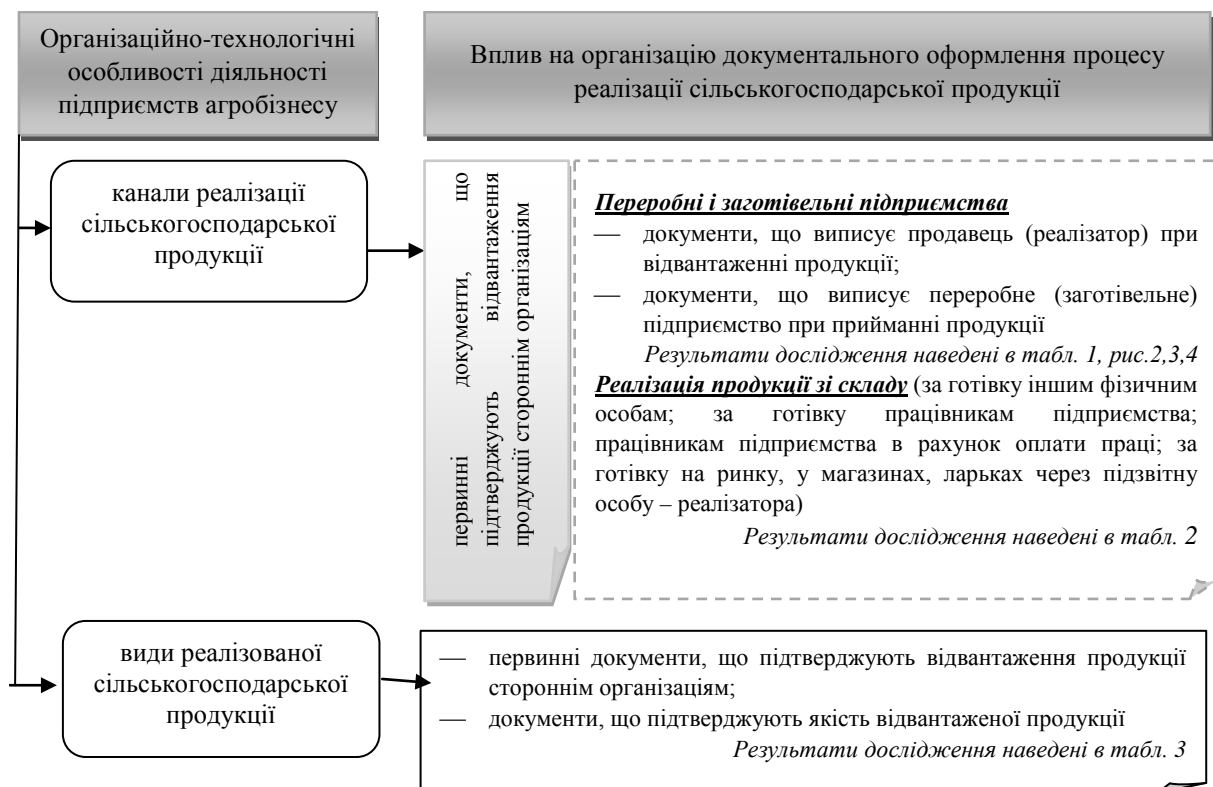 Організаційно-технологічні
особливості діяльності
підприємств агробізнесу
Вплив на організацію документального оформлення процесу
реалізації сільськогосподарської продукції
канали реалізації
сільськогосподарської
продукції
первинні документи, що
підтверджують відвантаження
продукції стороннім організаціям
Переробні і заготівельні підприємства
— документи, що виписує продавець (реалізатор) при
відвантаженні продукції;
— документи, що виписує переробне (заготівельне)
підприємство при прийманні продукції
Результати дослідження наведені в табл. 1, рис.2,3,4
Реалізація продукції зі складу (за готівку іншим фізичним
особам; за готівку працівникам підприємства;
працівникам підприємства в рахунок оплати праці; за
готівку на ринку, у магазинах, ларьках через підзвітну
особу – реалізатора)
Результати дослідження наведені в табл. 2
види реалізованої
сільськогосподарської
продукції
— первинні документи, що підтверджують відвантаження продукції
стороннім організаціям;
— документи, що підтверджують якість відвантаженої продукції
Результати дослідження наведені в табл. 3